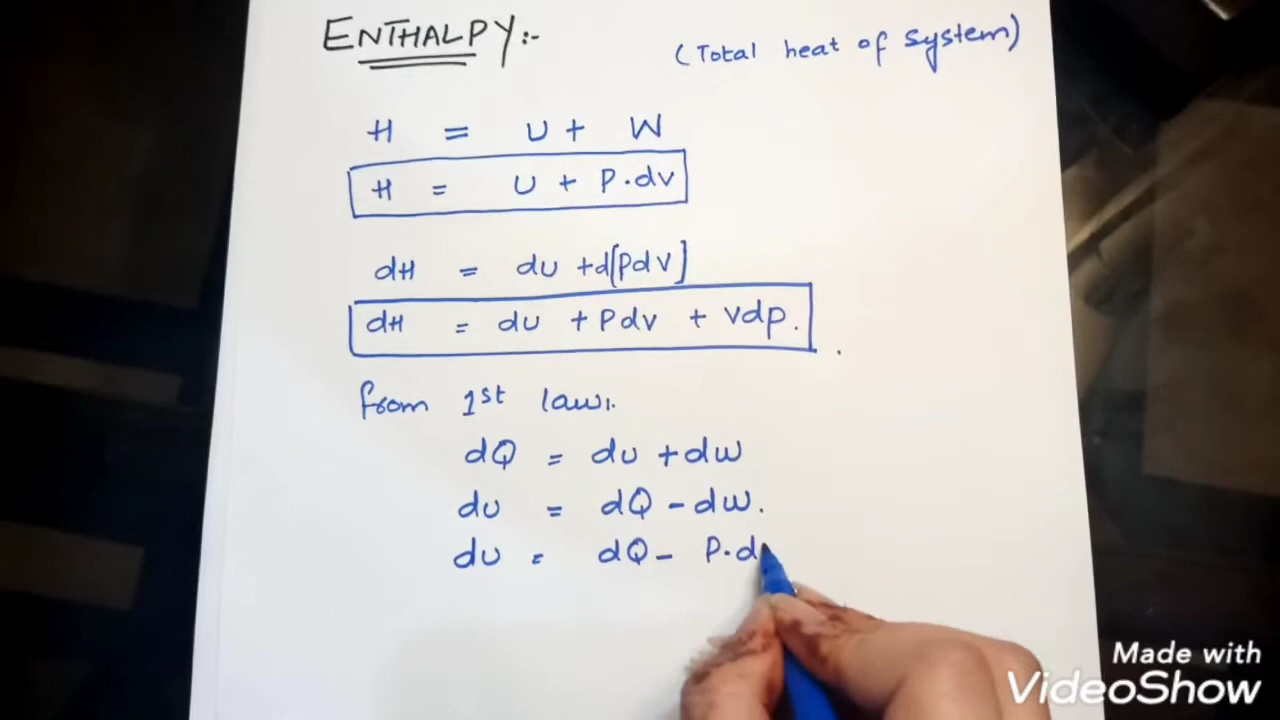 ENTHALPY:-
(Total heat of system)
H = U + W
H = U + P.dv
dH = du + d[Pdv]
dH = du + Pdv + vdp.
from 1st law.
dQ = du + dw
du = dQ - dw.
du = dQ - P.d
Made with
VideoShow